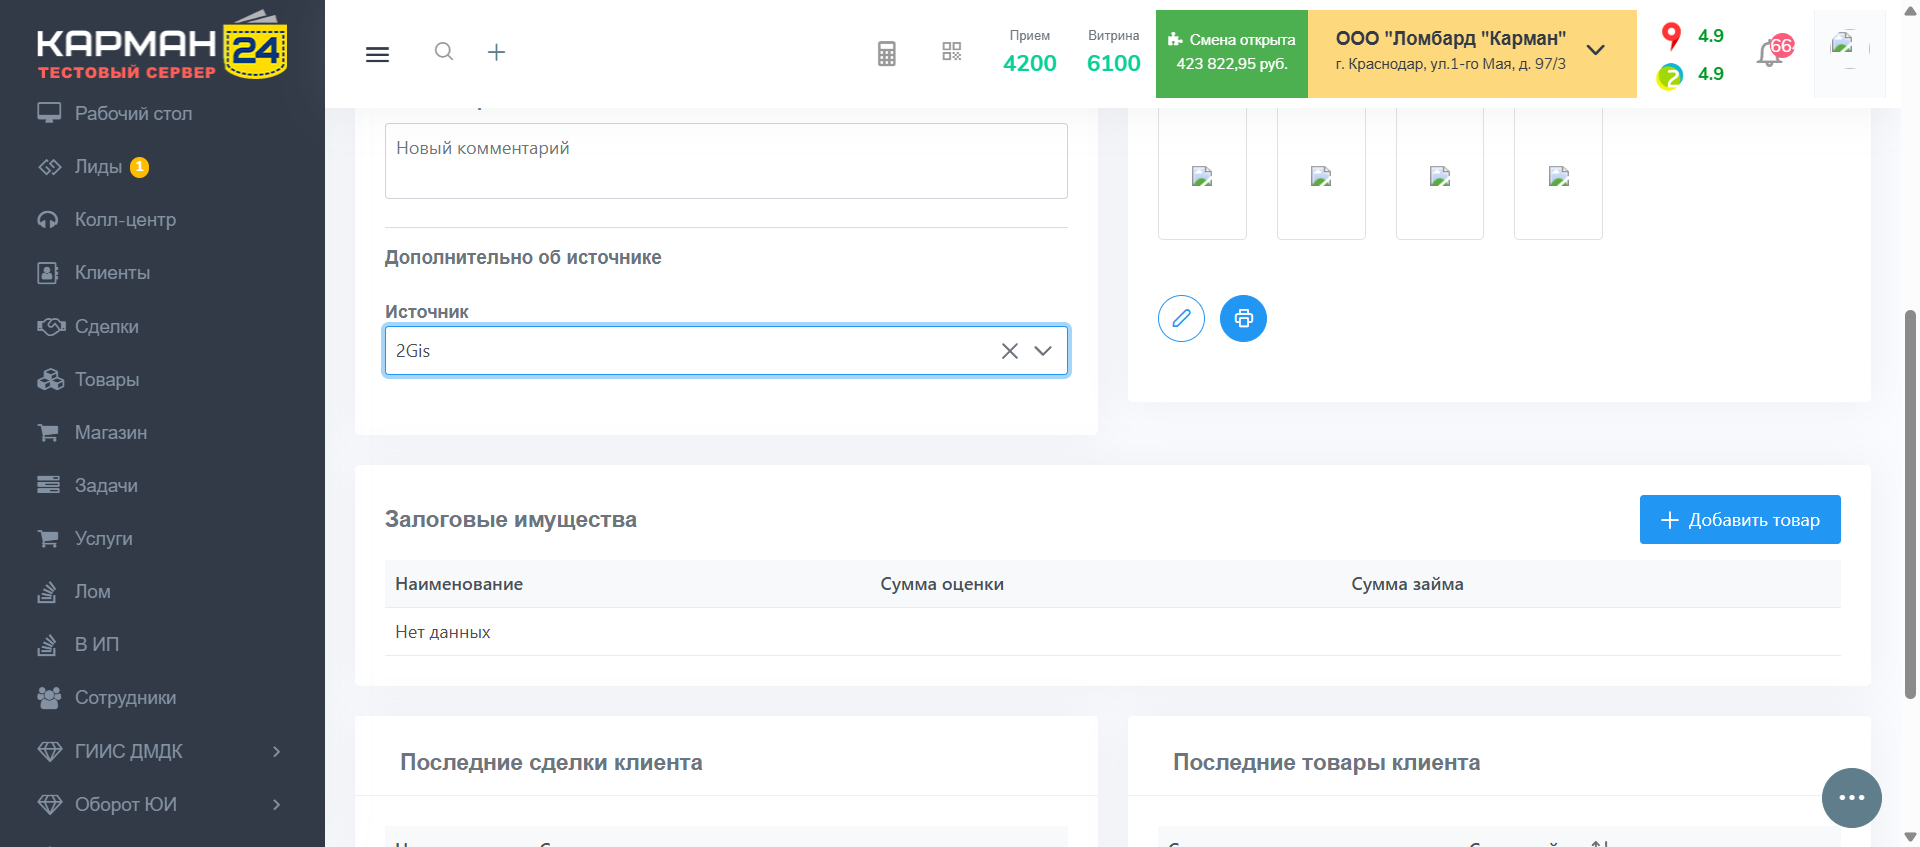 КАРМАН 24
ТЕСТОВЫЙ СЕРВЕР
Рабочий стол
Лиды 1
Колл-центр
Клиенты
Сделки
Товары
Магазин
Задачи
Услуги
Лом
В ИП
Сотрудники
ГИИС ДМДК
Оборот ЮИ
Прием
4200
Витрина
6100
Смена открыта
423 822,95 руб.
ООО "Ломбард "Карман"
г. Краснодар, ул.1-го Мая, д. 97/3
4.9
4.9
Новый комментарий
Дополнительно об источнике
Источник
2Gis
Залоговые имущества
Добавить товар
Наименование Сумма оценки Сумма займа
Нет данных
Последние сделки клиента
Последние товары клиента